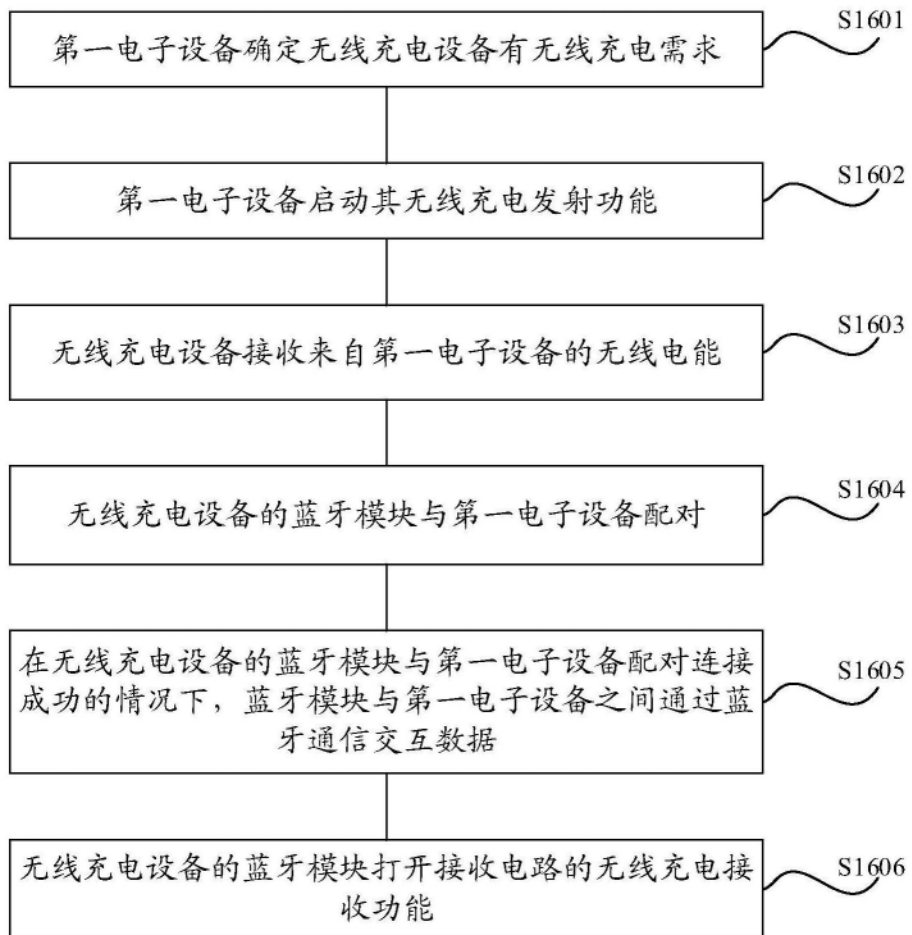 S1601
第一电子设备确定无线充电设备有无线充电需求
S1602
第一电子设备启动其无线充电发射功能
S1603
无线充电设备接收来自第一电子设备的无线电能
S1604
无线充电设备的蓝牙模块与第一电子设备配对
S1605
在无线充电设备的蓝牙模块与第一电子设备配对连接
成功的情况下，蓝牙模块与第一电子设备之间通过蓝
牙通信交互数据
S1606
无线充电设备的蓝牙模块打开接收电路的无线充电接
收功能